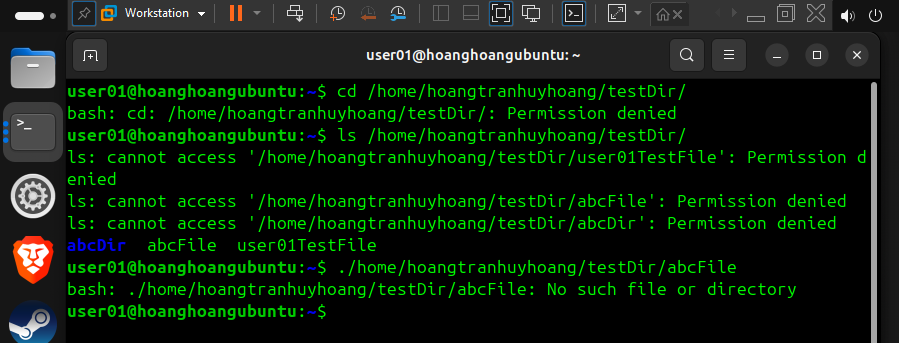 Workstation
user01@hoanghoangubuntu: ~
user01@hoanghoangubuntu:~$ cd /home/hoangtranhuyhoang/testDir/
bash: cd: /home/hoangtranhuyhoang/testDir/: Permission denied
user01@hoanghoangubuntu:~$ ls /home/hoangtranhuyhoang/testDir/
ls: cannot access '/home/hoangtranhuyhoang/testDir/user01TestFile': Permission d
enied
ls: cannot access '/home/hoangtranhuyhoang/testDir/abcFile': Permission denied
ls: cannot access '/home/hoangtranhuyhoang/testDir/abcDir': Permission denied
abcDir  abcFile  user01TestFile
user01@hoanghoangubuntu:~$ ./home/hoangtranhuyhoang/testDir/abcFile
bash: ./home/hoangtranhuyhoang/testDir/abcFile: No such file or directory
user01@hoanghoangubuntu:~$